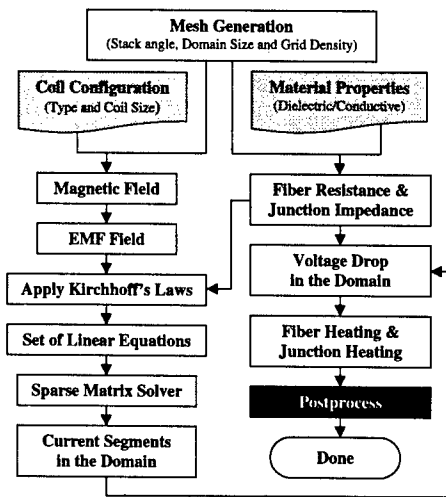 Mesh Generation
(Stack angle, Domain Size and Grid Density)
Coil Configuration
(Type and Coil Size)
Material Properties
(Dielectric/Conductive)
Magnetic Field
EMF Field
Apply Kirchhoff's Laws
Set of Linear Equations
Sparse Matrix Solver
Current Segments
in the Domain
Fiber Resistance &
Junction Impedance
Voltage Drop
in the Domain
Fiber Heating &
Junction Heating
Postprocess
Done